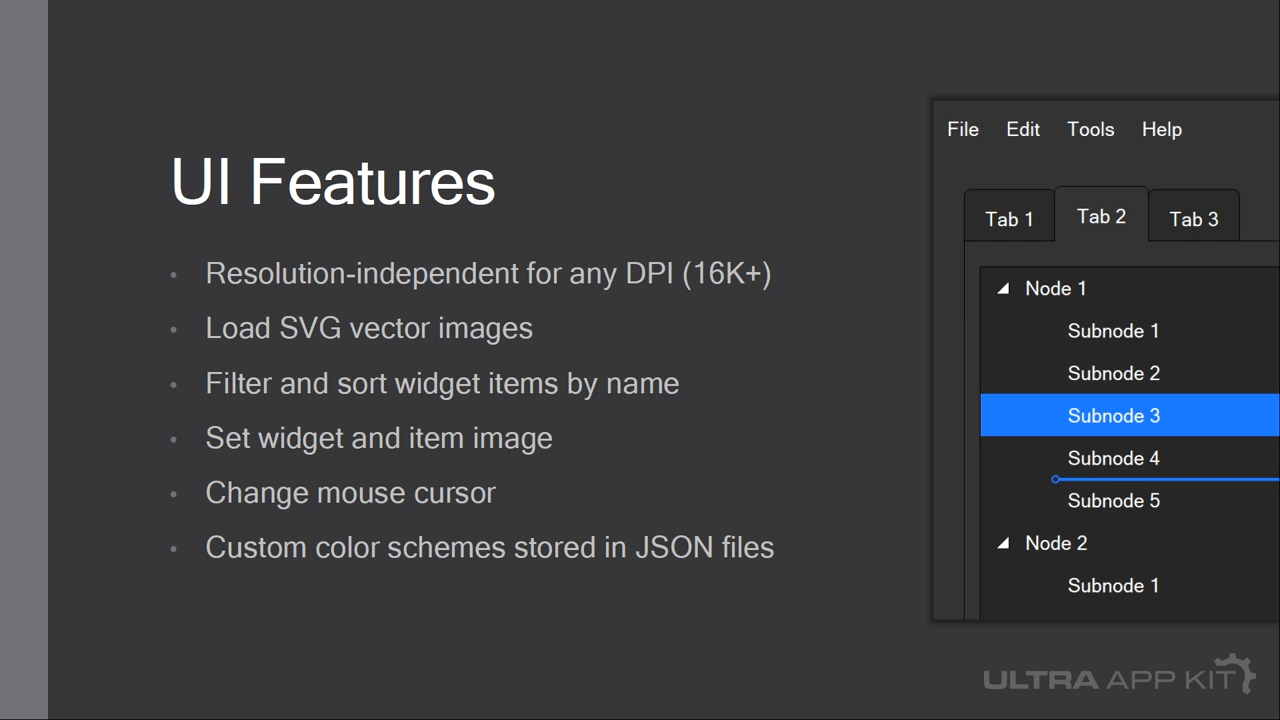 UI Features
• Resolution-independent for any DPI (16K+)
• Load SVG vector images
• Filter and sort widget items by name
• Set widget and item image
• Change mouse cursor
• Custom color schemes stored in JSON files
File Edit Tools Help
Tab 1 Tab 2 Tab 3
Node 1
Subnode 1
Subnode 2
Subnode 3
Subnode 4
Subnode 5
Node 2
Subnode 1
ULTRA APP KIT